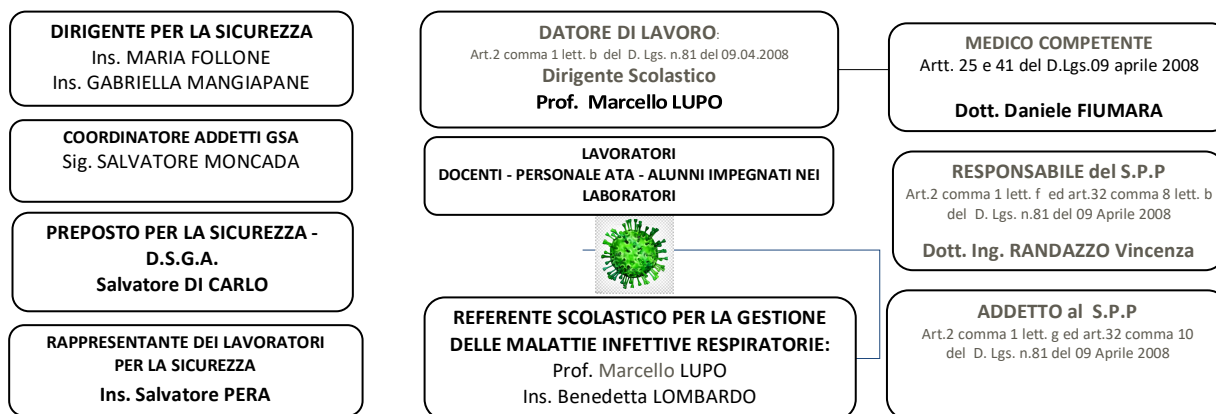 DIRIGENTE PER LA SICUREZZA
Ins. MARIA FOLLONE
Ins. GABRIELLA MANGIAPANE
COORDINATORE ADDETTI GSA
Sig. SALVATORE MONCADA
PREPOSTO PER LA SICUREZZA -
D.S.G.A.
Salvatore DI CARLO
RAPPRESENTANTE DEI LAVORATORI
PER LA SICUREZZA
Ins. Salvatore PERA
DATORE DI LAVORO:
Art.2 comma 1 lett. b del D. Lgs. n.81 del 09.04.2008
Dirigente Scolastico
Prof. Marcello LUPO
LAVORATORI
DOCENTI - PERSONALE ATA - ALUNNI IMPEGNATI NEI
LABORATORI
REFERENTE SCOLASTICO PER LA GESTIONE
DELLE MALATTIE INFETTIVE RESPIRATORIE:
Prof. Marcello LUPO
Ins. Benedetta LOMBARDO
MEDICO COMPETENTE
Artt. 25 e 41 del D.Lgs.09 aprile 2008
Dott. Daniele FIUMARA
RESPONSABILE del S.P.P
Art.2 comma 1 lett. f ed art.32 comma 8 lett. b
del D. Lgs. n.81 del 09 Aprile 2008
Dott. Ing. RANDAZZO Vincenza
ADDETTO al S.P.P
Art.2 comma 1 lett. g ed art.32 comma 10
del D. Lgs. n.81 del 09 Aprile 2008